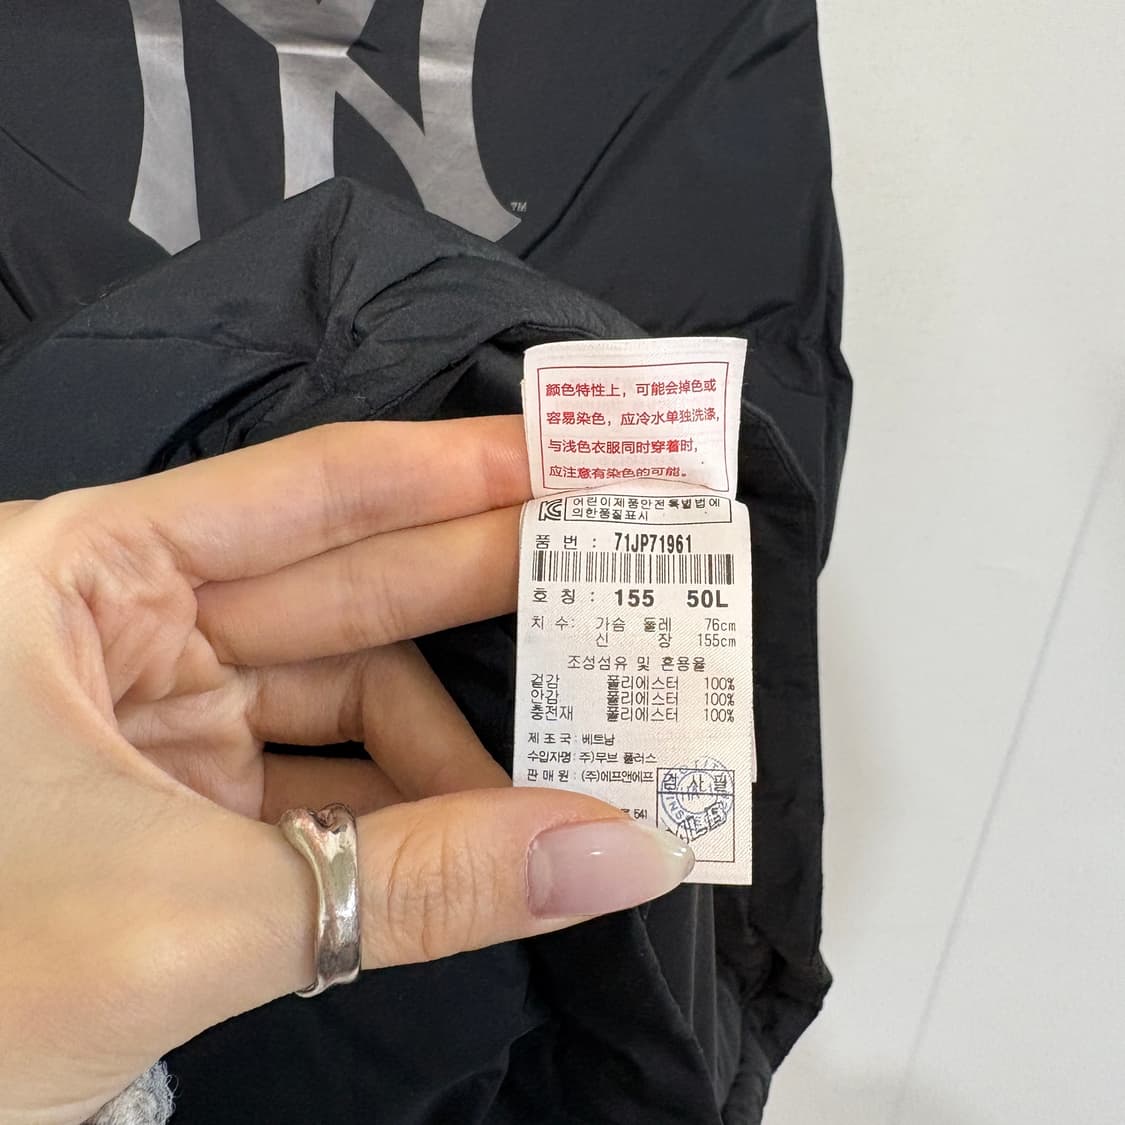 NY
TM
颜色特性上，可能会掉色或
容易染色，应冷水单独洗涤，
与浅色衣服同时穿着时，
应注意有染色的可能。
KC 어린이제품안전특별법에
의한품질표시
품 번 : 71JP71961
호 칭 : 155 50L
치 수: 가슴 둘레 76cm
신 장 155cm
조성섬유 및 혼용율
겉감 폴리에스터 100%
안감 폴리에스터 100%
충전재 폴리에스터 100%
제 조 국 : 베트남
수입자명 : 주)무브 플러스
판 매 원 : (주)에프앤에프
검 사 필